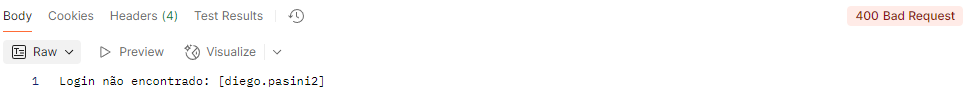 Body Cookies Headers (4) Test Results 400 Bad Request
Raw Preview Visualize
1 Login não encontrado: [diego.pasini2]